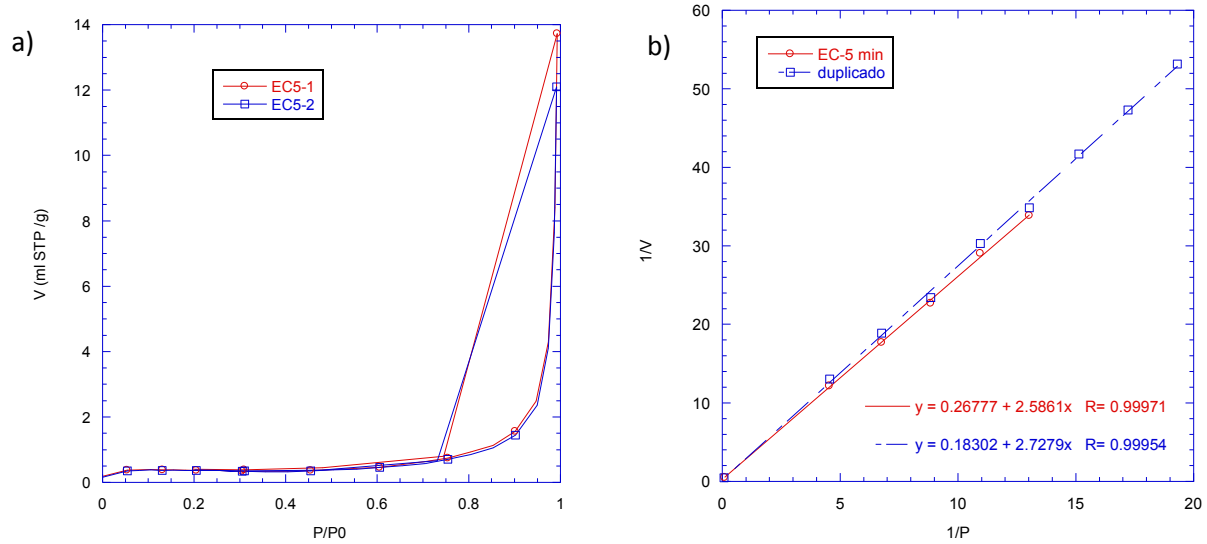 a)
14
12
10
8
6
4
2
0
V (ml STP /g)
EC5-1
EC5-2
0
0.2
0.4
0.6
0.8
1
P/P0
b)
60
50
40
30
20
10
0
1/V
EC-5 min
duplicado
y = 0.26777 + 2.5861x R= 0.99971
y = 0.18302 + 2.7279x R= 0.99954
0
5
10
15
20
1/P